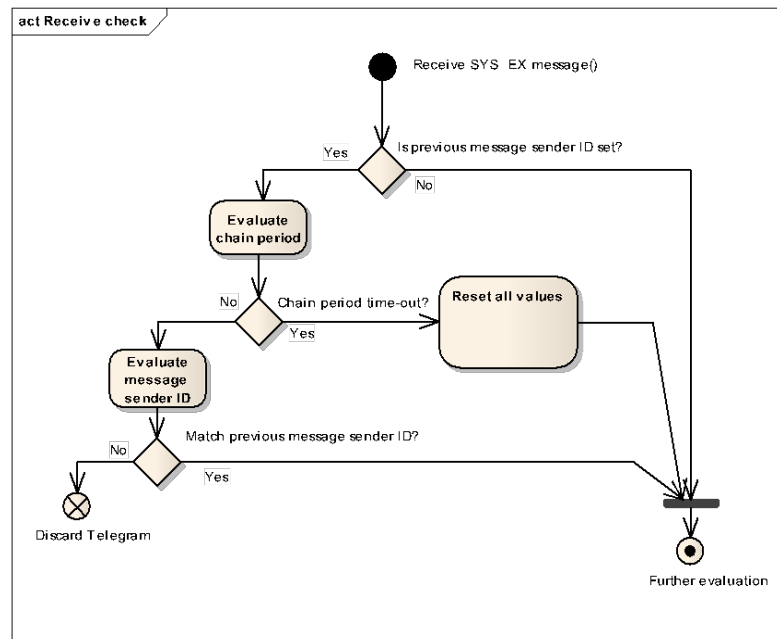 act Receive check
Receive SYS_EX message()
Is previous message sender ID set?
Yes
No
Evaluate
chain period
No
Chain period time-out?
Yes
Reset all values
Evaluate
message
sender ID
Match previous message sender ID?
No
Yes
Discard Telegram
Further evaluation